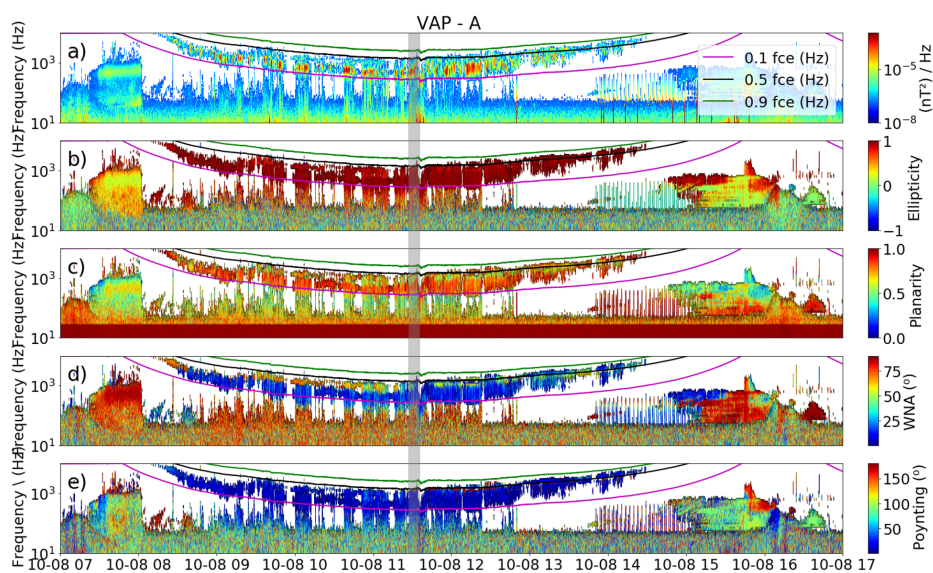 VAP - A
a)
Frequency (Hz)
10³
10¹
0.1 fce (Hz)
0.5 fce (Hz)
0.9 fce (Hz)
10⁻⁵
10⁻⁸
(nT²) / Hz
b)
Frequency (Hz)
10³
10¹
1
0
−1
Ellipticity
c)
Frequency (Hz)
10³
10¹
1.0
0.5
0.0
Planarity
d)
Frequency (Hz)
10³
10¹
75
50
25
WNA (⁰)
e)
Frequency \ (Hz)
10³
10¹
150
100
50
Poynting (⁰)
10-08 07 10-08 08 10-08 09 10-08 10 10-08 11 10-08 12 10-08 13 10-08 14 10-08 15 10-08 16 10-08 17